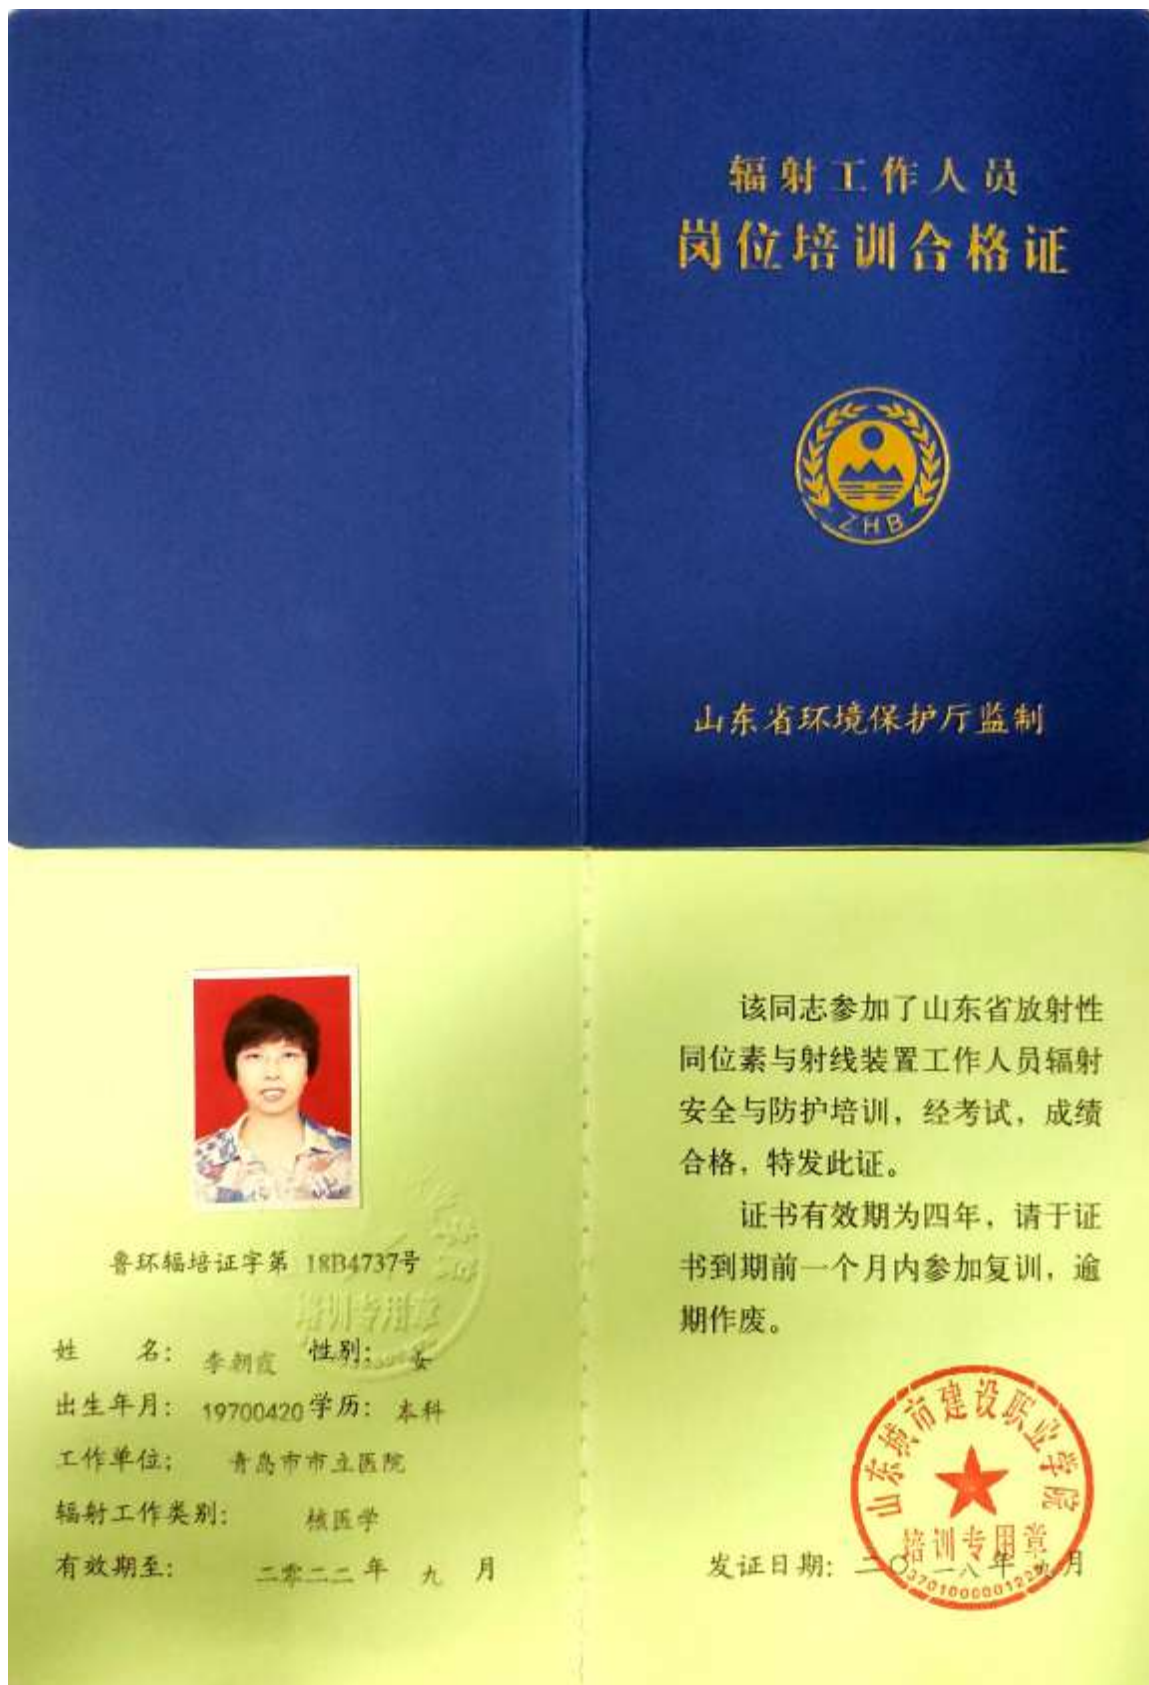 辐射工作人员
岗位培训合格证
ZHB
山东省环境保护厅监制
鲁环辐培证字第 18B4737号
培训专用章
姓 名: 李朝霞 性别: 女
出生年月: 19700420 学历: 本科
工作单位: 青岛市市立医院
辐射工作类别: 核医学
有效期至: 二零二二年 九 月
该同志参加了山东省放射性
同位素与射线装置工作人员辐射
安全与防护培训，经考试，成绩
合格，特发此证。
证书有效期为四年，请于证
书到期前一个月内参加复训，逾
期作废。
山东城市建设职业学院
培训专用章
发证日期: 二〇一八年九月